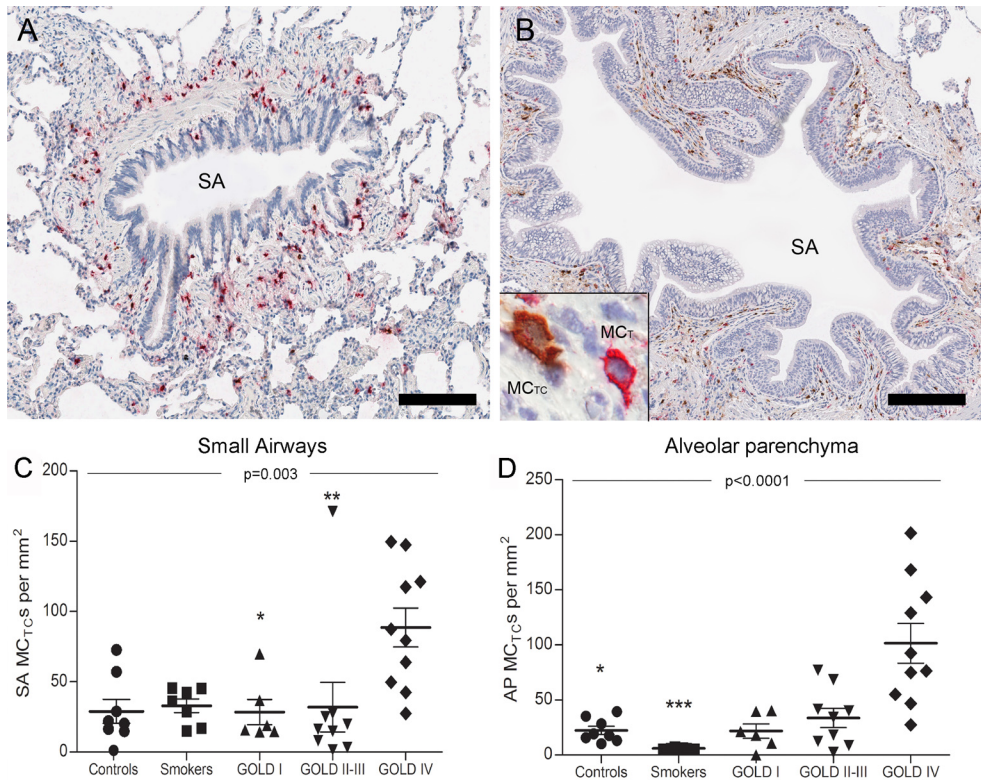 A
SA
B
SA
MC_T
MC_TC
C
Small Airways
p=0.003
SA MC_TCs per mm²
200
150
100
50
0
*
**
Controls Smokers GOLD I GOLD II-III GOLD IV
D
Alveolar parenchyma
p<0.0001
AP MC_TCs per mm²
250
200
150
100
50
0
*
***
Controls Smokers GOLD I GOLD II-III GOLD IV